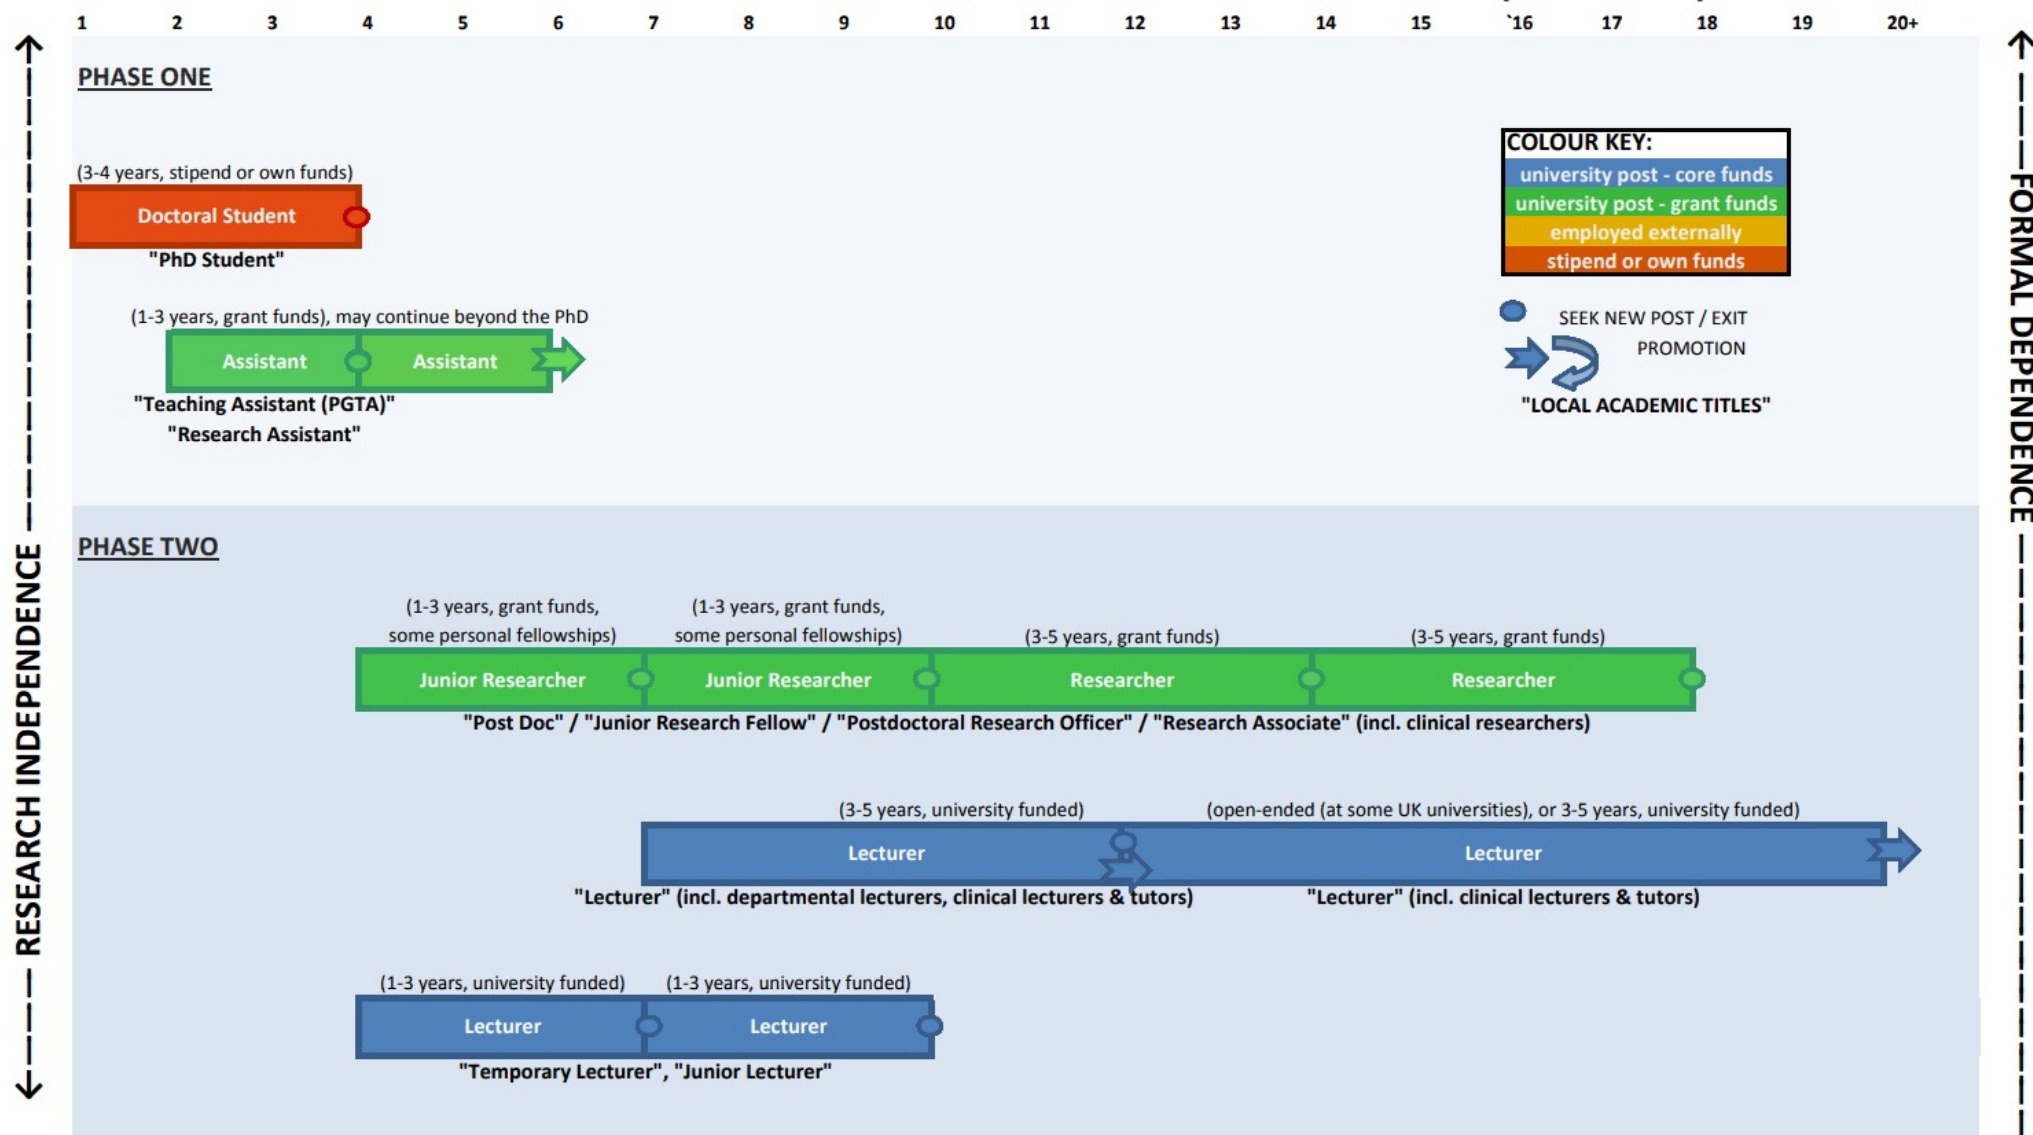 1 2 3 4 5 6 7 8 9 10 11 12 13 14 15 `16 17 18 19 20+
PHASE ONE
COLOUR KEY:
university post - core funds
university post - grant funds
employed externally
stipend or own funds
(3-4 years, stipend or own funds)
Doctoral Student
"PhD Student"
(1-3 years, grant funds), may continue beyond the PhD
Assistant Assistant
"Teaching Assistant (PGTA)"
"Research Assistant"
SEEK NEW POST / EXIT
PROMOTION
"LOCAL ACADEMIC TITLES"
PHASE TWO
(1-3 years, grant funds,
some personal fellowships)
(1-3 years, grant funds,
some personal fellowships)
(3-5 years, grant funds)
(3-5 years, grant funds)
Junior Researcher Junior Researcher Researcher Researcher
"Post Doc" / "Junior Research Fellow" / "Postdoctoral Research Officer" / "Research Associate" (incl. clinical researchers)
(3-5 years, university funded)
(open-ended (at some UK universities), or 3-5 years, university funded)
Lecturer Lecturer
"Lecturer" (incl. departmental lecturers, clinical lecturers & tutors)
"Lecturer" (incl. clinical lecturers & tutors)
(1-3 years, university funded) (1-3 years, university funded)
Lecturer Lecturer
"Temporary Lecturer", "Junior Lecturer"
RESEARCH INDEPENDENCE
FORMAL DEPENDENCE